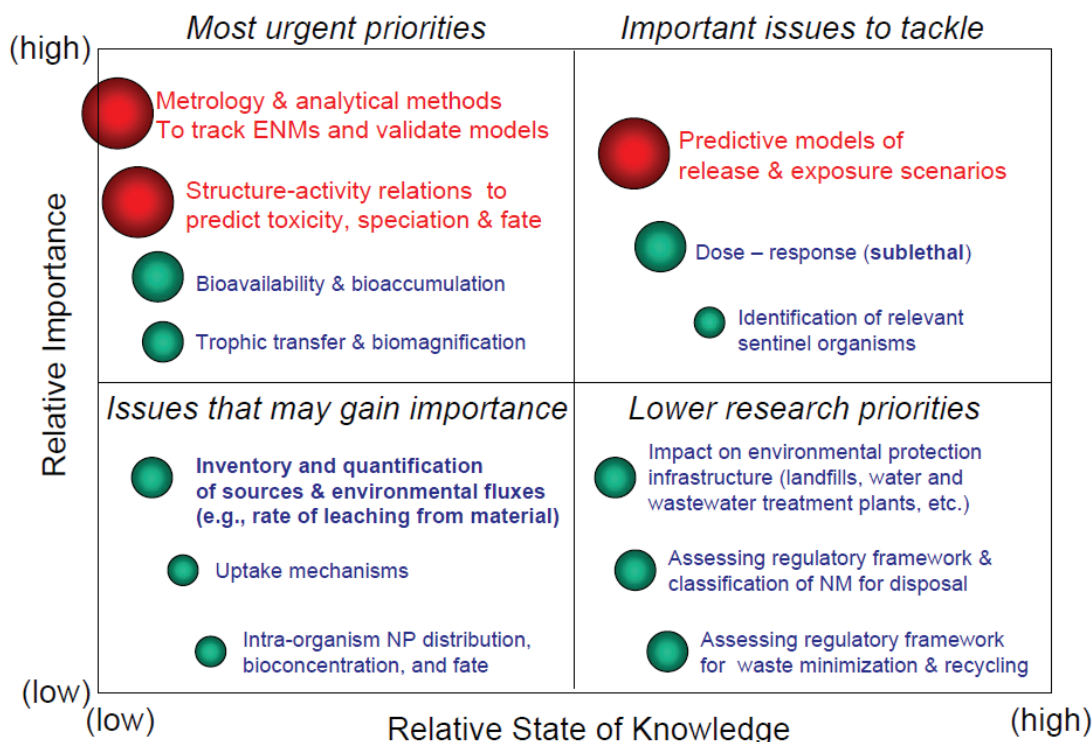 Most urgent priorities
Important issues to tackle
(high)
Metrology & analytical methods
To track ENMs and validate models
Structure-activity relations to
predict toxicity, speciation & fate
Bioavailability & bioaccumulation
Trophic transfer & biomagnification
Predictive models of
release & exposure scenarios
Dose – response (sublethal)
Identification of relevant
sentinel organisms
Relative Importance
Issues that may gain importance
Inventory and quantification
of sources & environmental fluxes
(e.g., rate of leaching from material)
Uptake mechanisms
Intra-organism NP distribution,
bioconcentration, and fate
Lower research priorities
Impact on environmental protection
infrastructure (landfills, water and
wastewater treatment plants, etc.)
Assessing regulatory framework &
classification of NM for disposal
Assessing regulatory framework
for waste minimization & recycling
(low)
(low)
Relative State of Knowledge
(high)